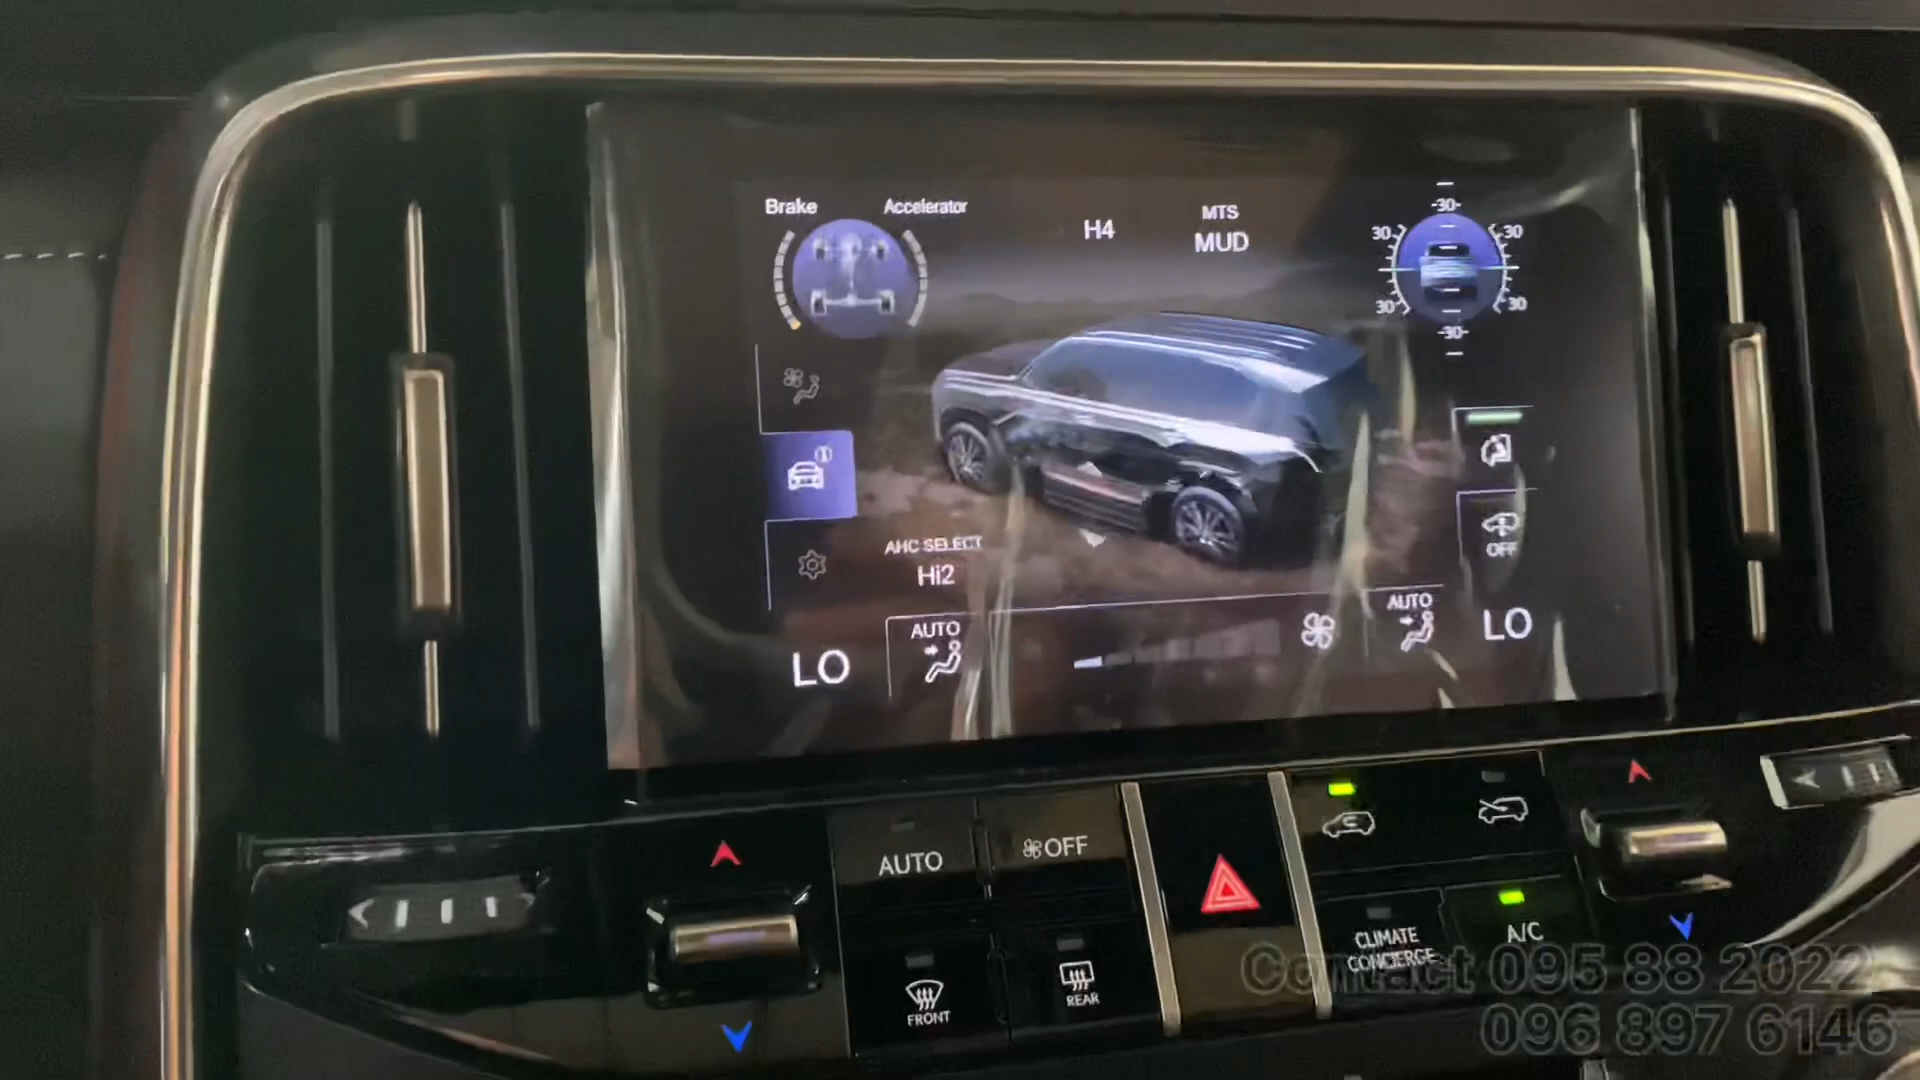 Brake
Accelerator
H4
MTS
MUD
-30-
30
30
30
30
-30-
AHC SELECT
Hi2
OFF
LO
AUTO
AUTO
LO
AUTO
OFF
FRONT
REAR
CLIMATE
CONCIERGE
A/C
Contact 095 88 2022
096 897 6146